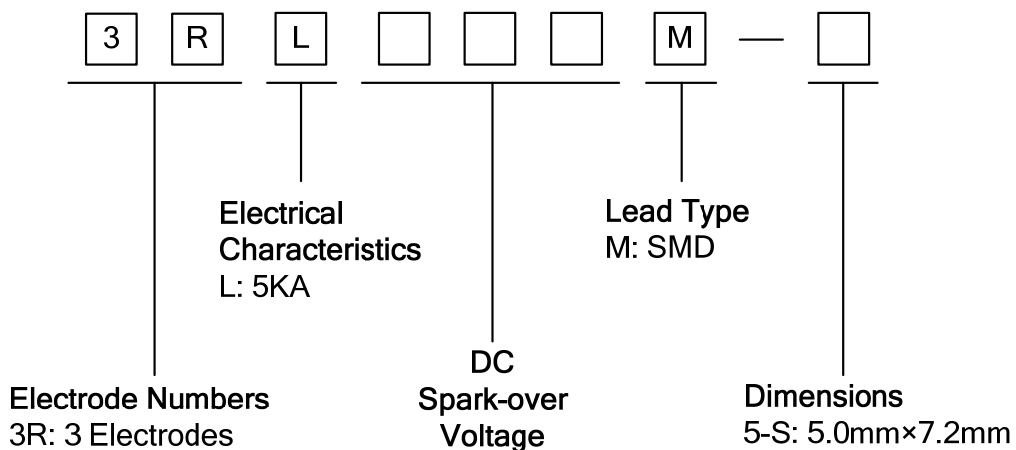 3 R L M —
Electrical
Characteristics
L: 5KA
Lead Type
M: SMD
DC
Spark-over
Voltage
Electrode Numbers
3R: 3 Electrodes
Dimensions
5-S: 5.0mm×7.2mm